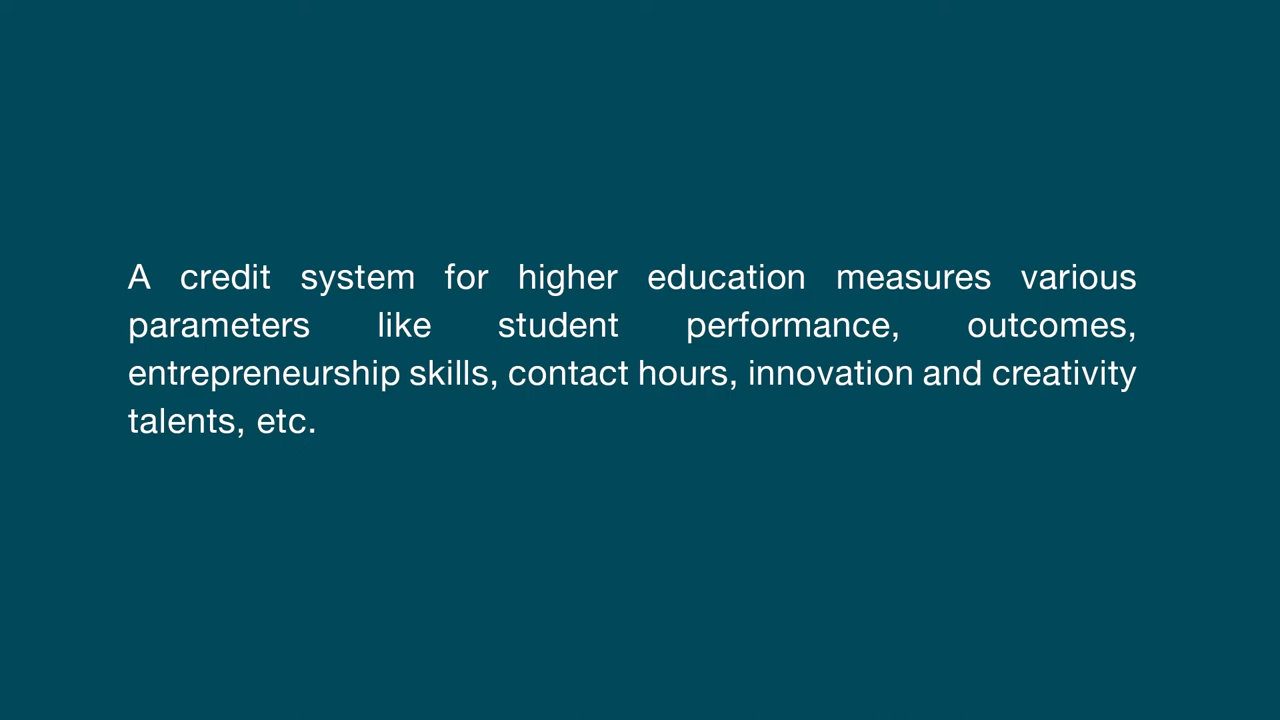 A credit system for higher education measures various
parameters like student performance, outcomes,
entrepreneurship skills, contact hours, innovation and creativity
talents, etc.